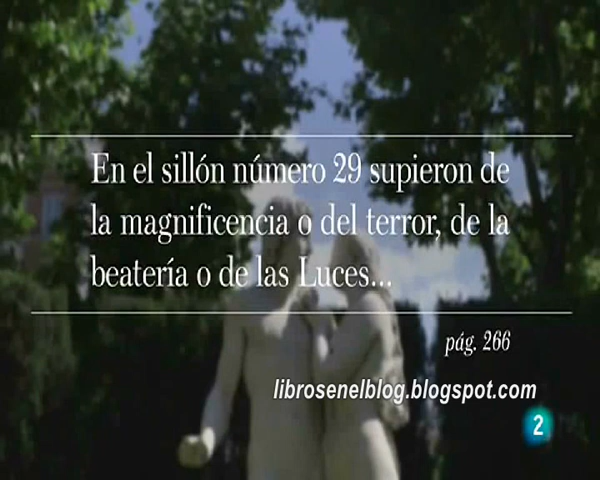 En el sillón número 29 supieron de
la magnificencia o del terror, de la
beatería o de las Luces...
pág. 266
librosenelblog.blogspot.com
2